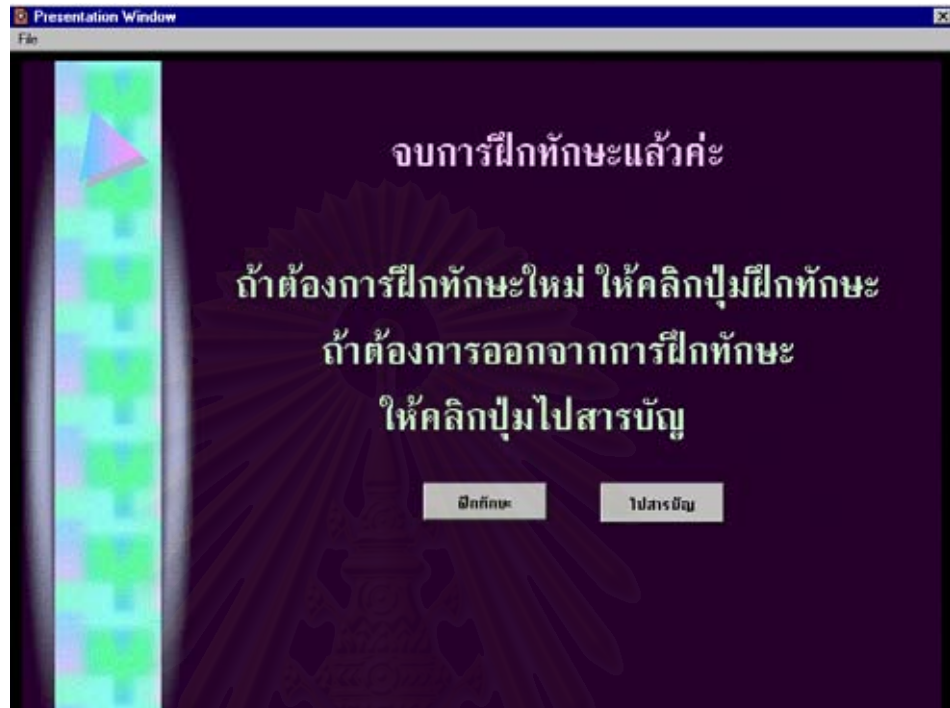 Presentation Window
File
จบการฝึกทักษะแล้วค่ะ
ถ้าต้องการฝึกทักษะใหม่ ให้คลิกปุ่มฝึกทักษะ
ถ้าต้องการออกจากการฝึกทักษะ
ให้คลิกปุ่มไปสารบัญ
ฝึกทักษะ ไปสารบัญ